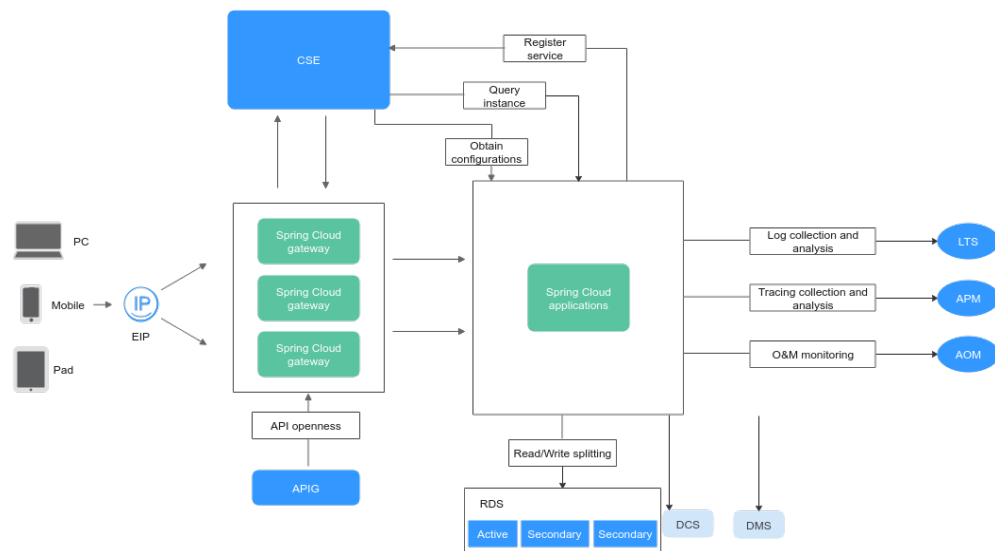 CSE
Register
service
Query
instance
Obtain
configurations
PC
Mobile
Pad
IP
EIP
Spring Cloud
gateway
Spring Cloud
gateway
Spring Cloud
gateway
API openness
APIG
Spring Cloud
applications
Log collection and
analysis
LTS
Tracing collection and
analysis
APM
O&M monitoring
AOM
Read/Write splitting
RDS
Active
Secondary
Secondary
DCS
DMS